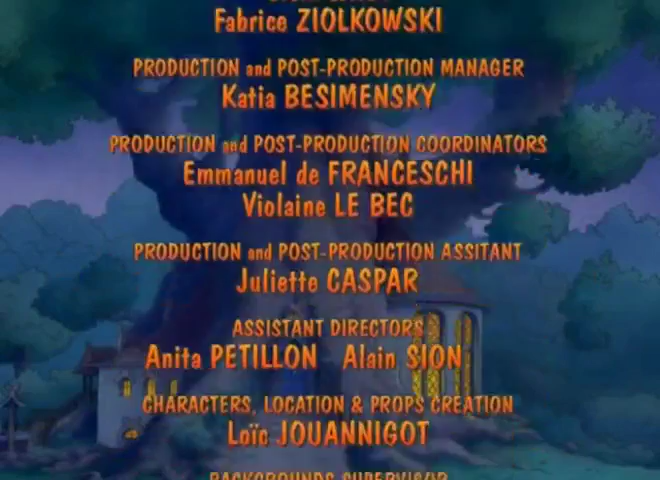 Fabrice ZIOLKOWSKI
PRODUCTION and POST-PRODUCTION MANAGER
Katia BESIMENSKY
PRODUCTION and POST-PRODUCTION COORDINATORS
Emmanuel de FRANCESCHI
Violaine LE BEC
PRODUCTION and POST-PRODUCTION ASSITANT
Juliette CASPAR
ASSISTANT DIRECTORS
Anita PETILLON Alain SION
CHARACTERS, LOCATION & PROPS CREATION
Loïc JOUANNIGOT
BACKGROUNDS SUPERVISOR